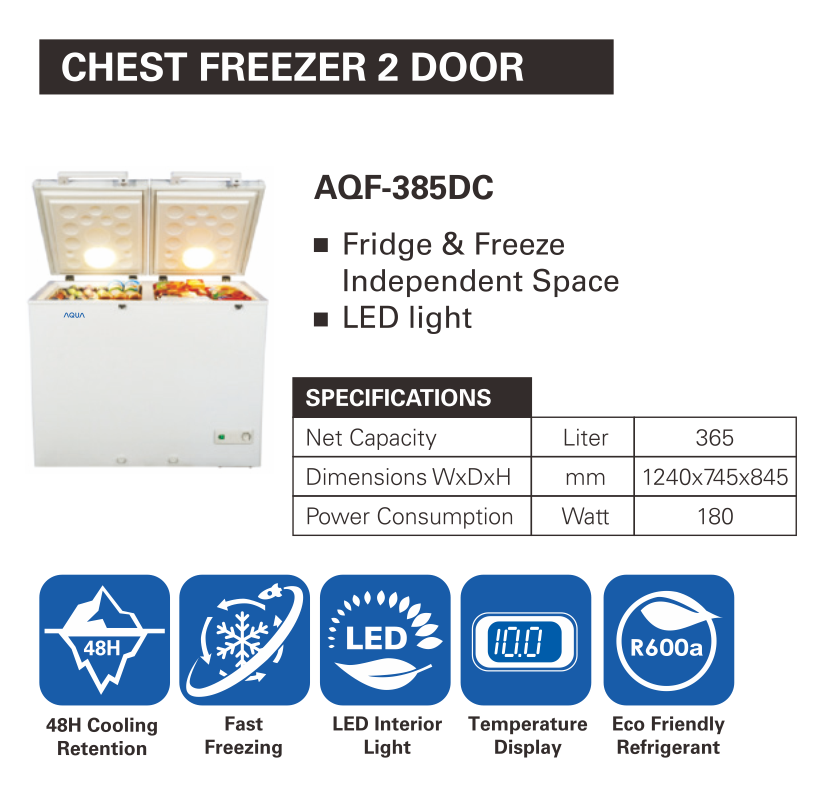 CHEST FREEZER 2 DOOR
AQF-385DC
■ Fridge & Freeze
Independent Space
■ LED light
AQUA
SPECIFICATIONS
Net Capacity Liter 365
Dimensions WxDxH mm 1240x745x845
Power Consumption Watt 180
48H
LED
10.0
R600a
48H Cooling
Retention
Fast
Freezing
LED Interior
Light
Temperature
Display
Eco Friendly
Refrigerant